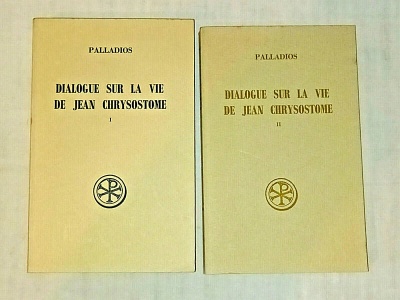 PALLADIOS
DIALOGUE SUR LA VIE
DE JEAN CHRYSOSTOME
I
PALLADIOS
DIALOGUE SUR LA VIE
DE JEAN CHRYSOSTOME
II